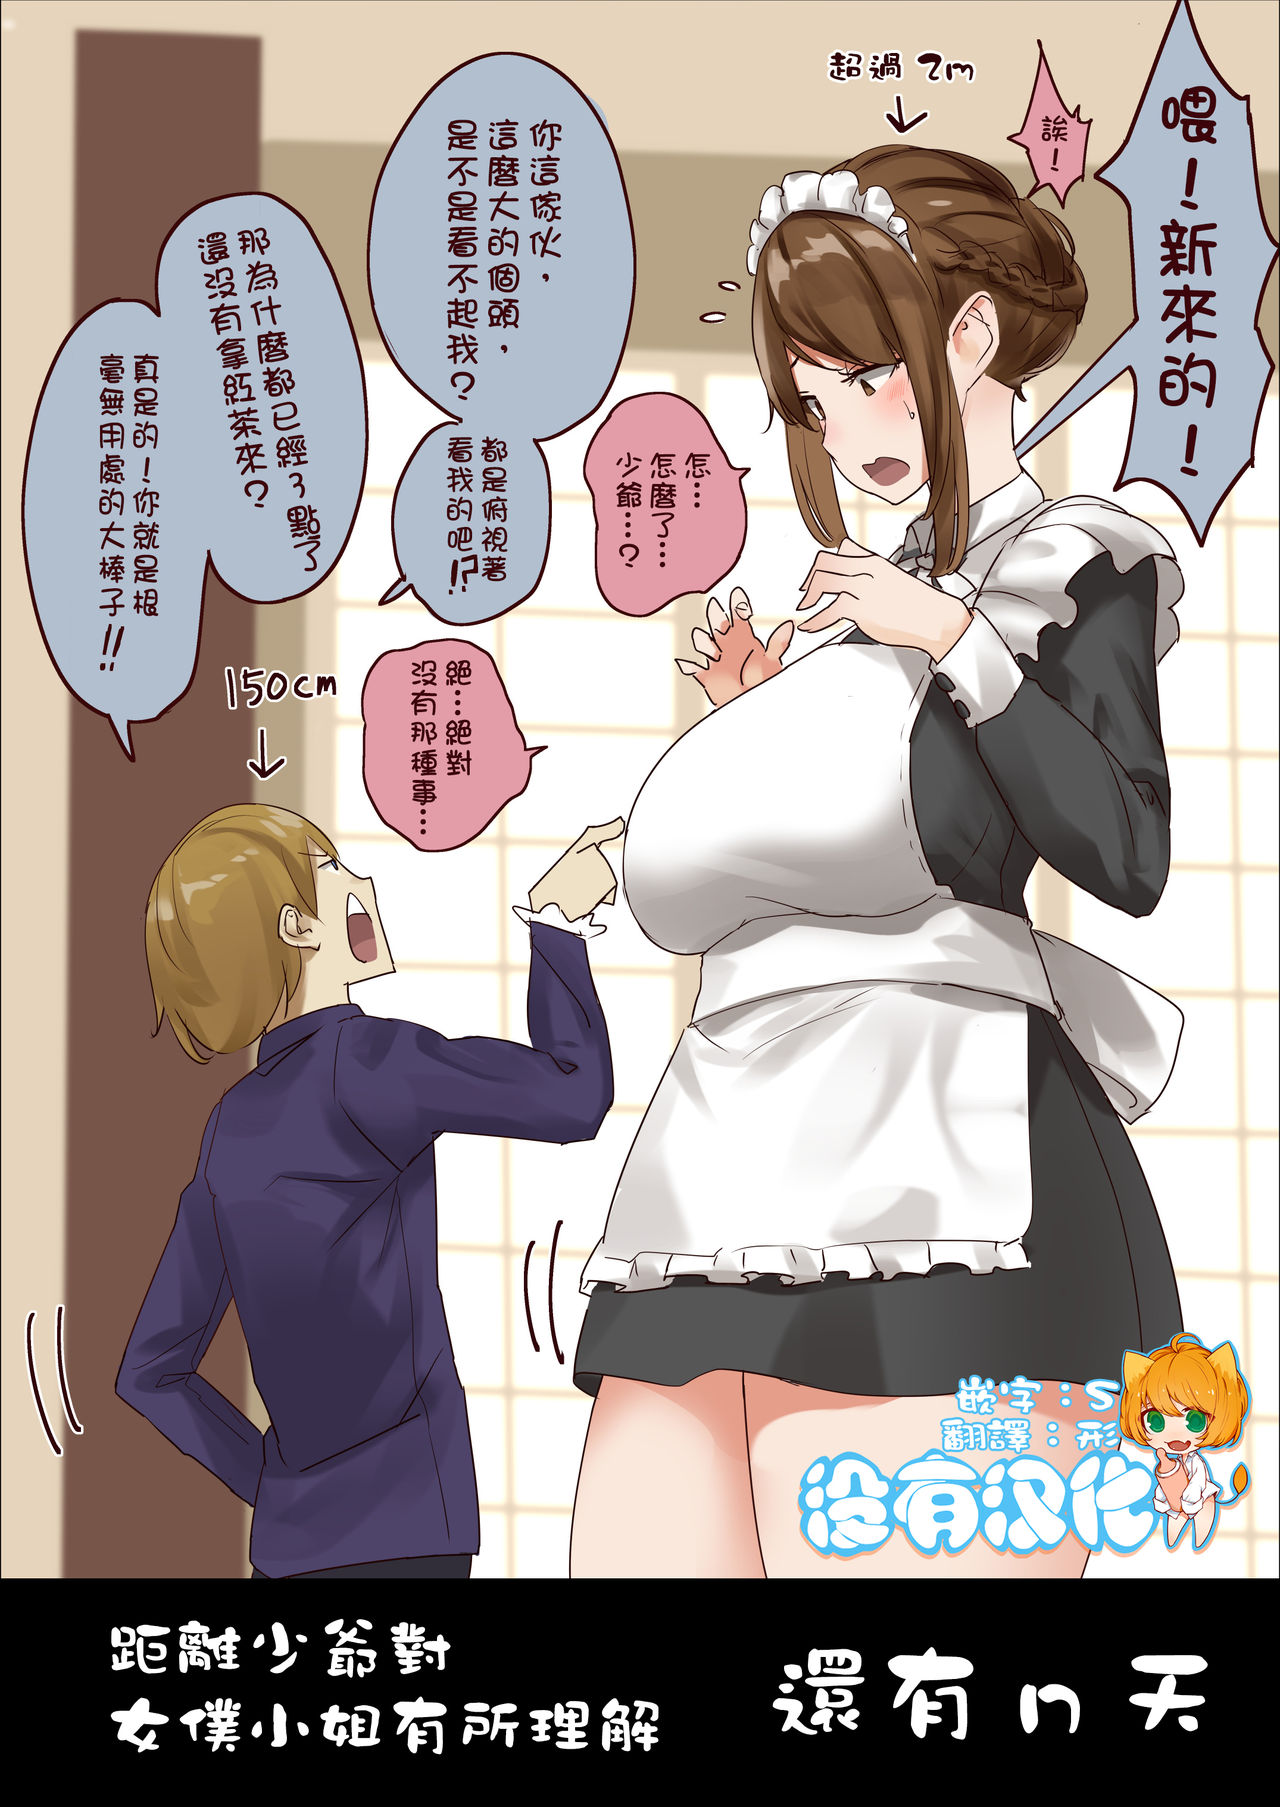 喂！新來的！
誒！
超過2m
你這傢伙，
這麼大的個頭，
是不是看不起我？
都是俯視著
看我的吧!?
怎…
怎麼了…
少爺…？
絕…絕對
沒有那種事…
那為什麼都已經3點了
還沒有拿紅茶來？
真是的！你就是根
毫無用處的大棒子!!
150cm
嵌字：S
翻譯：形
没有汉化
還有n天
距離少爺對
女僕小姐有所理解